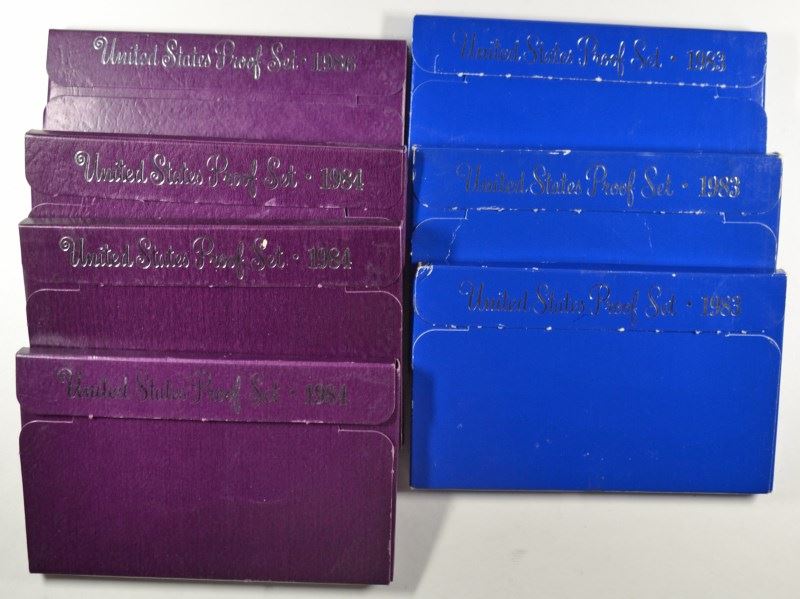 United States Proof Set · 1986
United States Proof Set · 1984
United States Proof Set · 1984
United States Proof Set · 1984
United States Proof Set · 1983
United States Proof Set · 1983
United States Proof Set · 1983